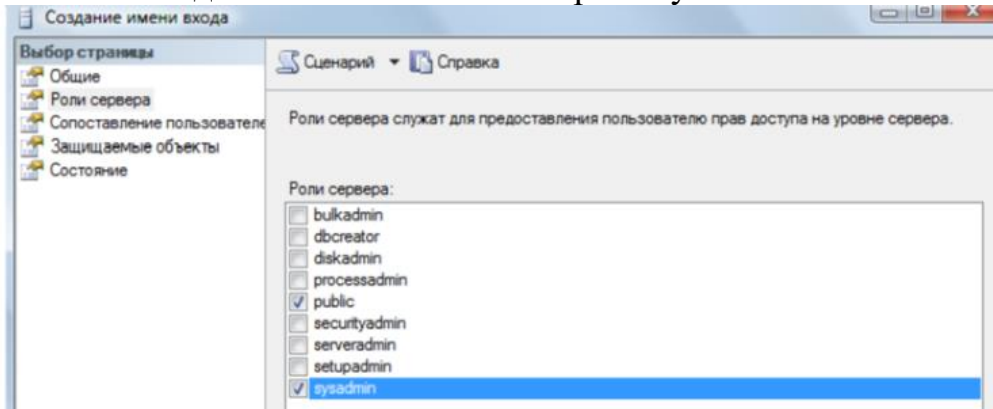 Создание имени входа
Выбор страницы
Общие
Роли сервера
Сопоставление пользователе
Защищаемые объекты
Состояние
Сценарий
Справка
Роли сервера служат для предоставления пользователю прав доступа на уровне сервера.
Роли сервера:
bulkadmin
dbcreator
diskadmin
processadmin
public
securityadmin
serveradmin
setupadmin
sysadmin